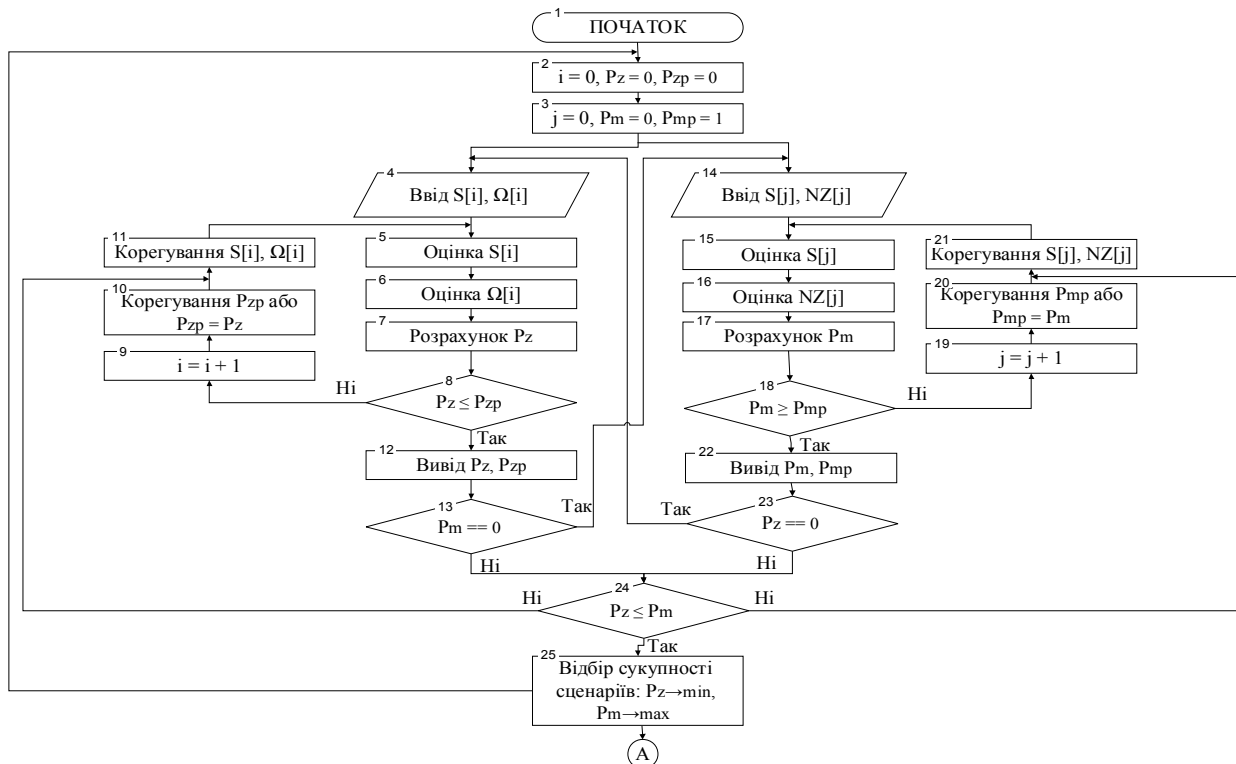 1
ПОЧАТОК
2
i = 0, Pz = 0, Pzp = 0
3
j = 0, Pm = 0, Pmp = 1
4
Ввід S[i], Ω[i]
14
Ввід S[j], NZ[j]
11
Корегування S[i], Ω[i]
5
Оцінка S[i]
15
Оцінка S[j]
21
Корегування S[j], NZ[j]
10
Корегування Pzp або
Pzp = Pz
6
Оцінка Ω[i]
16
Оцінка NZ[j]
20
Корегування Pmp або
Pmp = Pm
9
i = i + 1
7
Розрахунок Pz
17
Розрахунок Pm
19
j = j + 1
Ні
8
Pz ≤ Pzp
18
Pm ≥ Pmp
Ні
Так
Так
12
Вивід Pz, Pzp
22
Вивід Pm, Pmp
13
Pm == 0
Так
Так
23
Pz == 0
Ні
Ні
Ні
24
Pz ≤ Pm
Ні
Так
25
Відбір сукупності
сценаріїв: Pz→min,
Pm→max
A